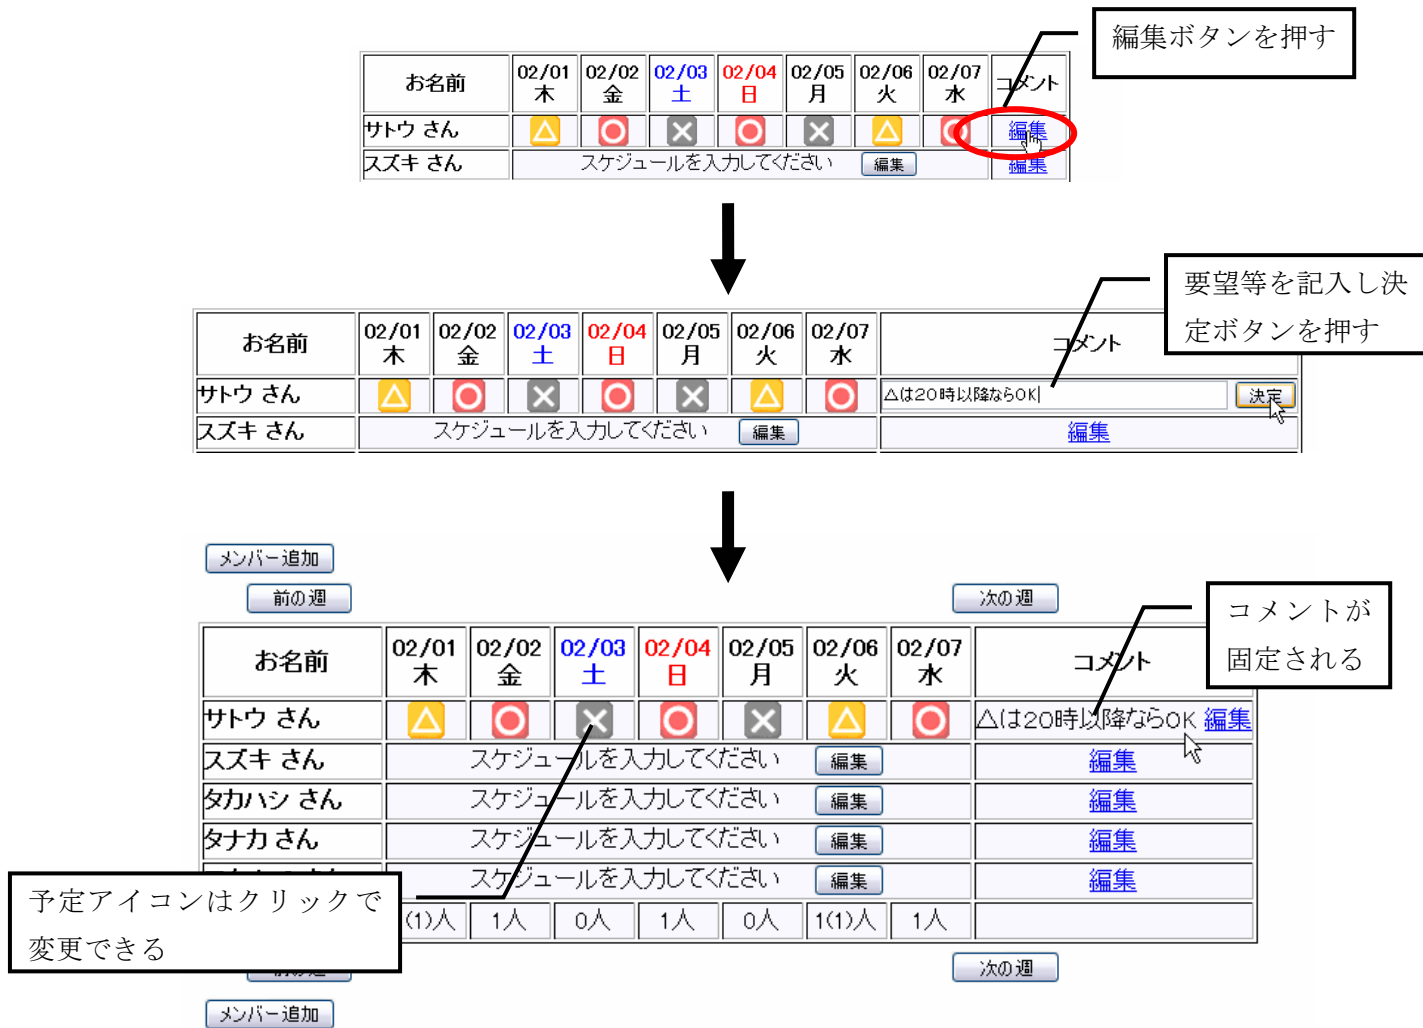 編集ボタンを押す
お名前 02/01 02/02 02/03 02/04 02/05 02/06 02/07 コメント
木 金 土 日 月 火 水
サトウ さん 編集
スズキ さん スケジュールを入力してください 編集 編集
要望等を記入し決
定ボタンを押す
お名前 02/01 02/02 02/03 02/04 02/05 02/06 02/07 コメント
木 金 土 日 月 火 水
サトウ さん △は20時以降ならOK 決定
スズキ さん スケジュールを入力してください 編集 編集
メンバー追加
前の週 次の週
コメントが
固定される
お名前 02/01 02/02 02/03 02/04 02/05 02/06 02/07 コメント
木 金 土 日 月 火 水
サトウ さん △は20時以降ならOK 編集
スズキ さん スケジュールを入力してください 編集 編集
タカハシ さん スケジュールを入力してください 編集 編集
タナカ さん スケジュールを入力してください 編集 編集
スケジュールを入力してください 編集 編集
予定アイコンはクリックで
変更できる
(1)人 1人 0人 1人 0人 1(1)人 1人
次の週
メンバー追加